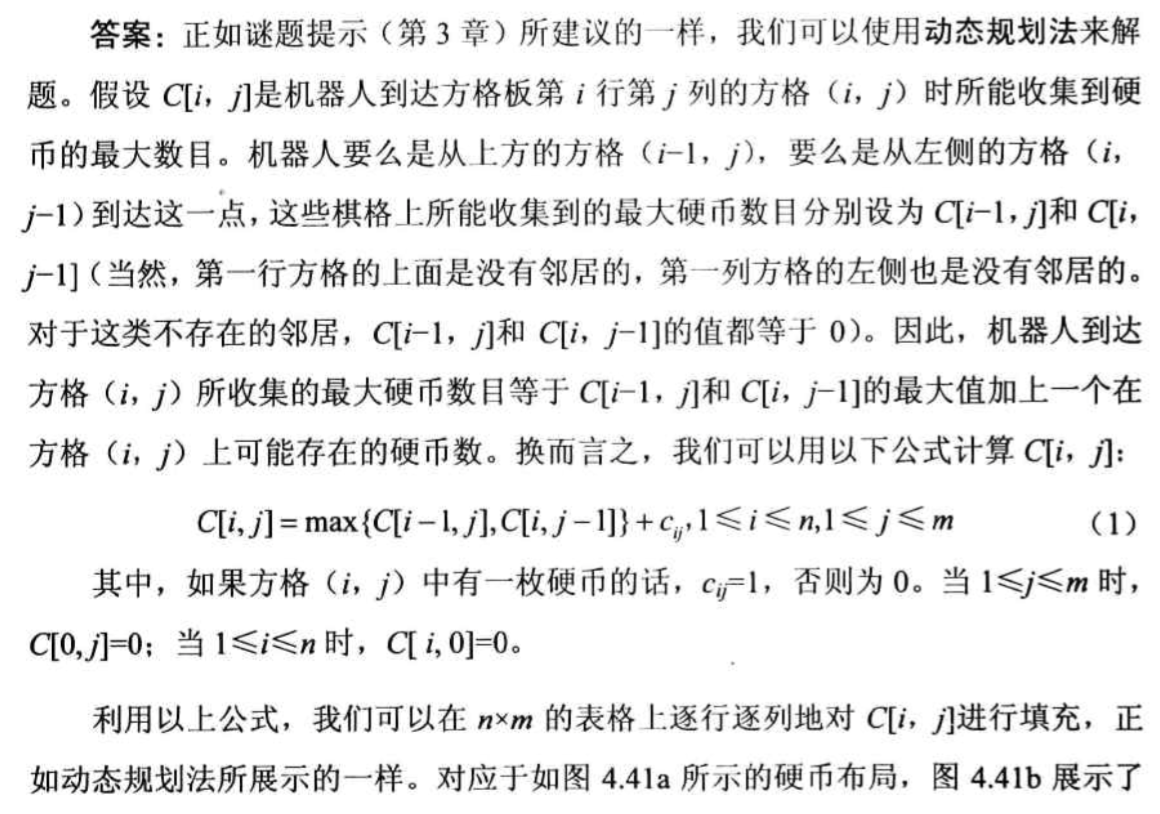 答案：正如谜题提示（第 3 章）所建议的一样，我们可以使用动态规划法来解
题。假设 C[i，j]是机器人到达方格板第 i 行第 j 列的方格（i，j）时所能收集到硬
币的最大数目。机器人要么是从上方的方格（i−1，j），要么是从左侧的方格（i，
j−1）到达这一点，这些棋格上所能收集到的最大硬币数目分别设为 C[i−1，j]和 C[i，
j−1]（当然，第一行方格的上面是没有邻居的，第一列方格的左侧也是没有邻居的。
对于这类不存在的邻居，C[i−1，j]和 C[i，j−1]的值都等于 0）。因此，机器人到达
方格（i，j）所收集的最大硬币数目等于 C[i−1，j]和 C[i，j−1]的最大值加上一个在
方格（i，j）上可能存在的硬币数。换而言之，我们可以用以下公式计算 C[i，j]：
C[i, j] = max{C[i − 1, j], C[i, j − 1]} + cij, 1 ≤ i ≤ n, 1 ≤ j ≤ m （1）
其中，如果方格（i，j）中有一枚硬币的话，cij=1，否则为 0。当 1≤j≤m 时，
C[0, j]=0；当 1≤i≤n 时，C[ i, 0]=0。
利用以上公式，我们可以在 n×m 的表格上逐行逐列地对 C[i，j]进行填充，正
如动态规划法所展示的一样。对应于如图 4.41a 所示的硬币布局，图 4.41b 展示了